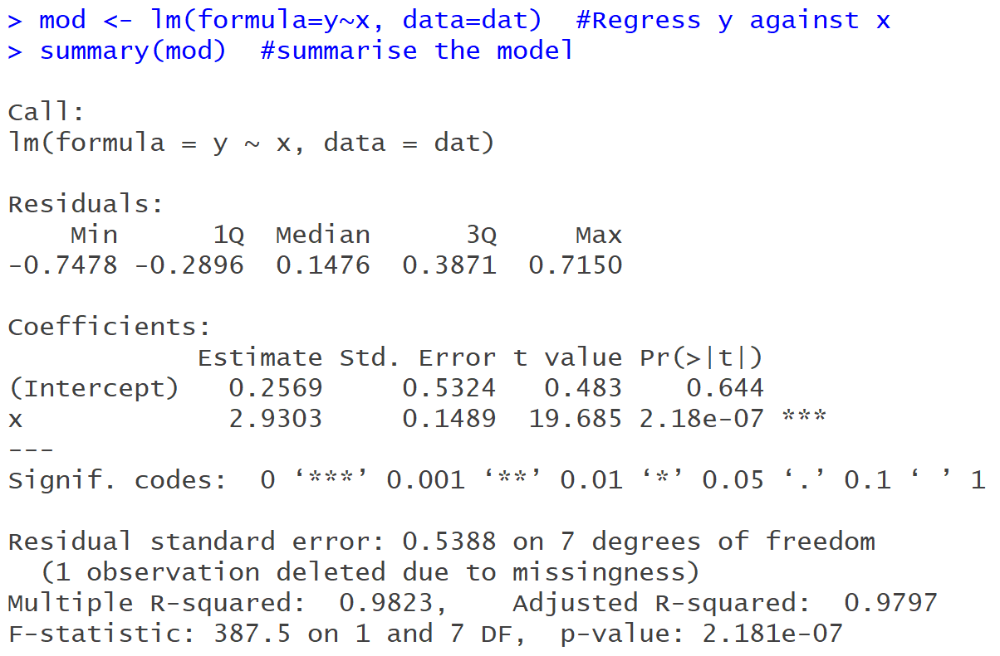 > mod <- lm(formula=y~x, data=dat)  #Regress y against x
> summary(mod)  #summarise the model

Call:
lm(formula = y ~ x, data = dat)

Residuals:
    Min      1Q  Median      3Q     Max
-0.7478 -0.2896  0.1476  0.3871  0.7150

Coefficients:
            Estimate Std. Error t value Pr(>|t|)
(Intercept)   0.2569     0.5324   0.483    0.644
x             2.9303     0.1489  19.685 2.18e-07 ***
---
Signif. codes:  0 ‘***’ 0.001 ‘**’ 0.01 ‘*’ 0.05 ‘.’ 0.1 ‘ ’ 1

Residual standard error: 0.5388 on 7 degrees of freedom
  (1 observation deleted due to missingness)
Multiple R-squared:  0.9823,    Adjusted R-squared:  0.9797
F-statistic: 387.5 on 1 and 7 DF,  p-value: 2.181e-07